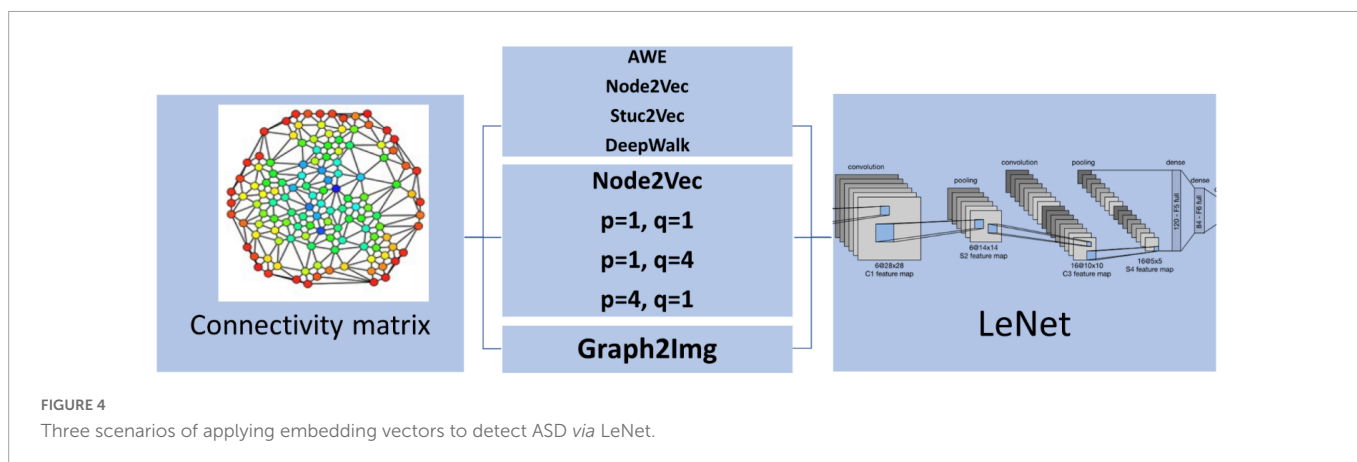 AWE
Node2Vec
Stuc2Vec
DeepWalk
Connectivity matrix
Node2Vec
p=1, q=1
p=1, q=4
p=4, q=1
Graph2Img
convolution
pooling
convolution
pooling
dense
dense
6@28x28
C1 feature map
6@14x14
S2 feature map
16@10x10
C3 feature map
16@5x5
S4 feature map
120 - F5 full
84 - F6 full
LeNet
FIGURE 4
Three scenarios of applying embedding vectors to detect ASD via LeNet.